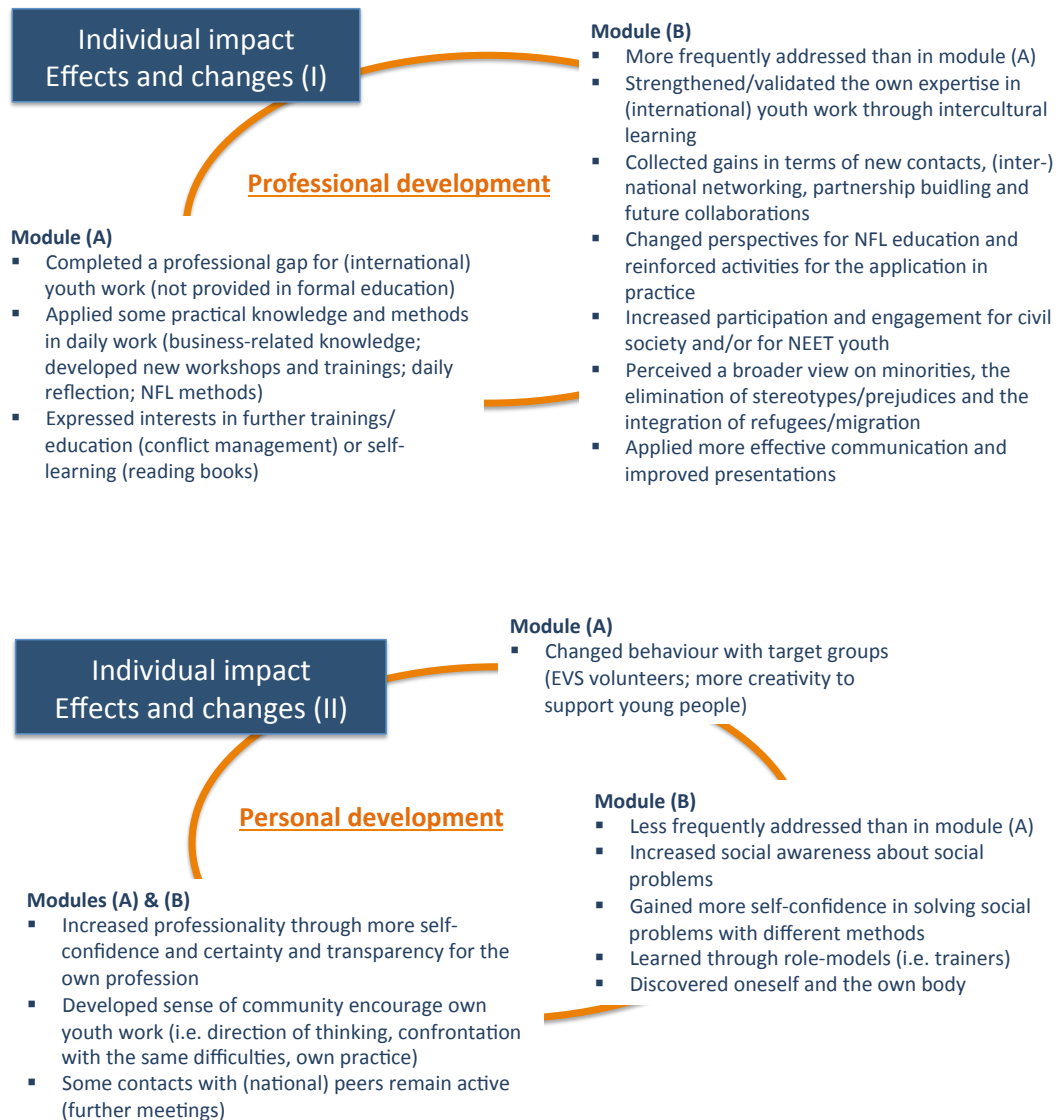 Individual impact
Effects and changes (I)
Professional development
Module (A)
▪ Completed a professional gap for (international)
youth work (not provided in formal education)
▪ Applied some practical knowledge and methods
in daily work (business-related knowledge;
developed new workshops and trainings; daily
reflection; NFL methods)
▪ Expressed interests in further trainings/
education (conflict management) or self-
learning (reading books)
Module (B)
▪ More frequently addressed than in module (A)
▪ Strengthened/validated the own expertise in
(international) youth work through intercultural
learning
▪ Collected gains in terms of new contacts, (inter-)
national networking, partnership buidling and
future collaborations
▪ Changed perspectives for NFL education and
reinforced activities for the application in
practice
▪ Increased participation and engagement for civil
society and/or for NEET youth
▪ Perceived a broader view on minorities, the
elimination of stereotypes/prejudices and the
integration of refugees/migration
▪ Applied more effective communication and
improved presentations
Individual impact
Effects and changes (II)
Personal development
Module (A)
▪ Changed behaviour with target groups
(EVS volunteers; more creativity to
support young people)
Module (B)
▪ Less frequently addressed than in module (A)
▪ Increased social awareness about social
problems
▪ Gained more self-confidence in solving social
problems with different methods
▪ Learned through role-models (i.e. trainers)
▪ Discovered oneself and the own body
Modules (A) & (B)
▪ Increased professionality through more self-
confidence and certainty and transparency for
the own profession
▪ Developed sense of community encourage own
youth work (i.e. direction of thinking, confrontation
with the same difficulties, own practice)
▪ Some contacts with (national) peers remain active
(further meetings)